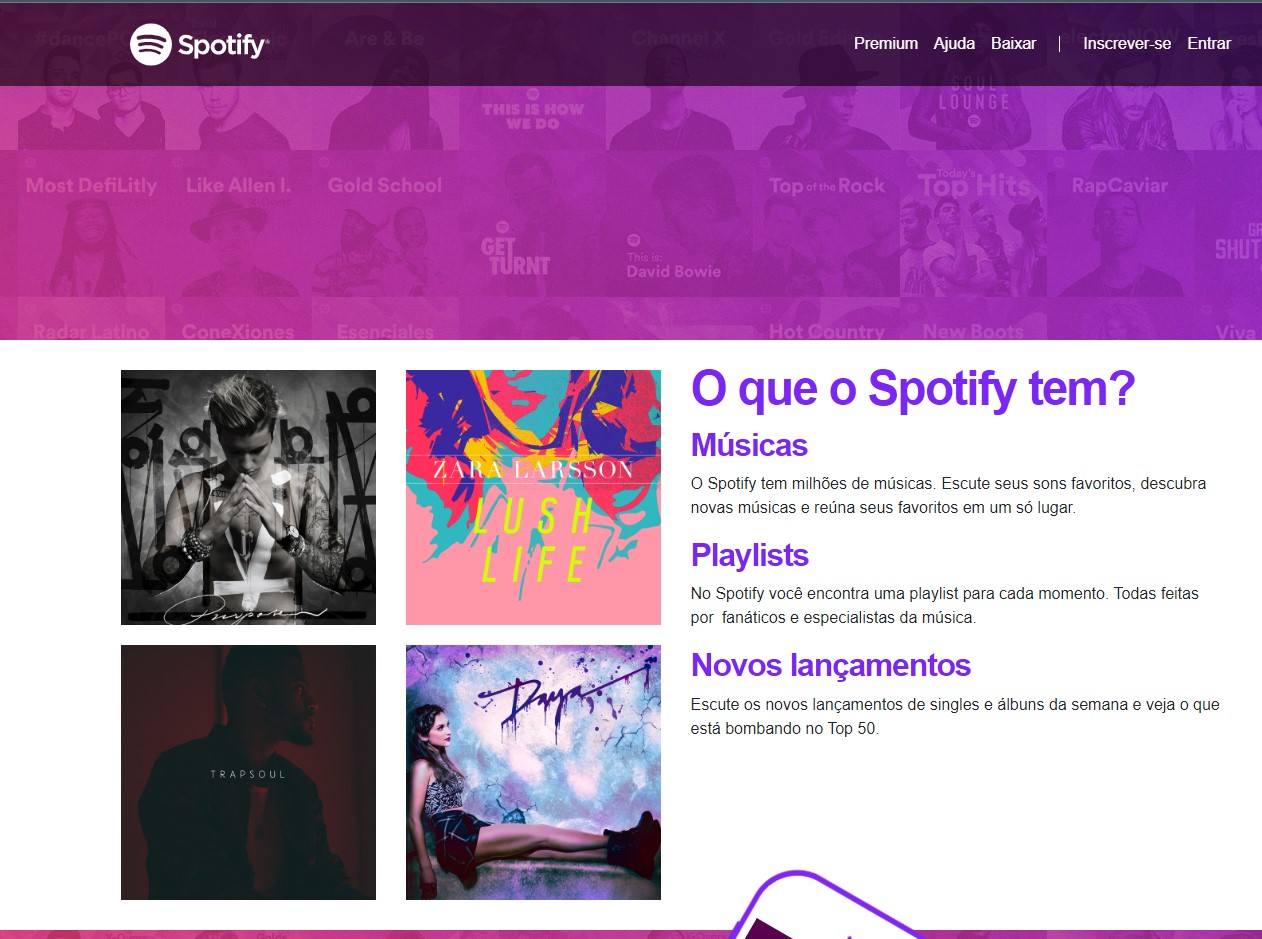 Spotify
Premium Ajuda Baixar | Inscrever-se Entrar
Are & Be
Channel X
THIS IS HOW
WE DO
SOUL
LOUNGE
Most DefiLitly
Like Allen I.
Gold School
GET
TURNT
This is:
David Bowie
Top of the Rock
Today's
Top Hits
RapCaviar
Radar Latino
ConeXiones
Esenciales
Hot Country
New Boots
Viva
ZARA LARSSON
LUSH
LIFE
Purpose
TRAPSOUL
Daya
O que o Spotify tem?
Músicas
O Spotify tem milhões de músicas. Escute seus sons favoritos, descubra
novas músicas e reúna seus favoritos em um só lugar.
Playlists
No Spotify você encontra uma playlist para cada momento. Todas feitas
por fanáticos e especialistas da música.
Novos lançamentos
Escute os novos lançamentos de singles e álbuns da semana e veja o que
está bombando no Top 50.